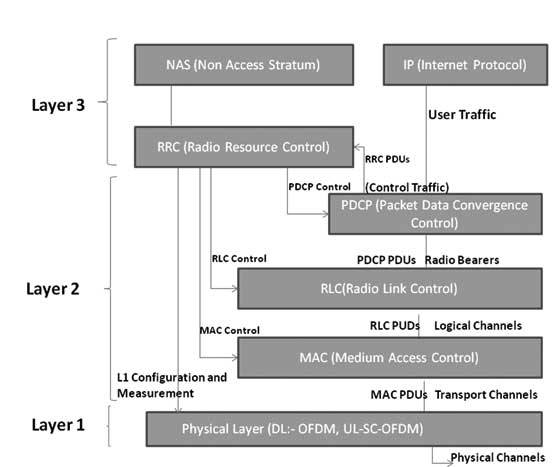 NAS (Non Access Stratum)
IP (Internet Protocol)
Layer 3
User Traffic
RRC (Radio Resource Control)
RRC PDUs
PDCP Control
(Control Traffic)
PDCP (Packet Data Convergence
Control)
PDCP PDUs Radio Bearers
RLC Control
Layer 2
RLC(Radio Link Control)
RLC PUDs Logical Channels
MAC Control
MAC (Medium Access Control)
L1 Configuration and
Measurement
MAC PDUs Transport Channels
Layer 1
Physical Layer (DL:- OFDM, UL-SC-OFDM)
Physical Channels